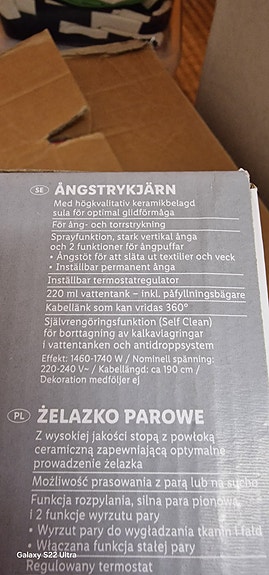 SE ÅNGSTRYKJÄRN
Med högkvalitativ keramikbelagd
sula för optimal glidförmåga
För ång- och torrstrykning
Sprayfunktion, stark vertikal ånga
och 2 funktioner för ångpuffar
• Ångstöt för att släta ut textilier och veck
• Inställbar permanent ånga
Inställbar termostatregulator
220 ml vattentank – inkl. påfyllningsbägare
Kabellänk som kan vridas 360°
Självrengöringsfunktion (Self Clean)
för borttagning av kalkavlagringar
i vattentanken och antidroppsystem
Effekt: 1460-1740 W / Nominell spänning:
220-240 V~ / Kabellängd: ca 190 cm /
Dekoration medföljer ej
PL ŻELAZKO PAROWE
Z wysokiej jakości stopą z powłoką
ceramiczną zapewniającą optymalne
prowadzenie żelazka
Możliwość prasowania z parą lub na sucho
Funkcja rozpylania, silna para pionowa
i 2 funkcje wyrzutu pary
• Wyrzut pary do wygładzania tkanin i fałd
• Włączana funkcja stałej pary
Regulowany termostat
Galaxy S22 Ultra